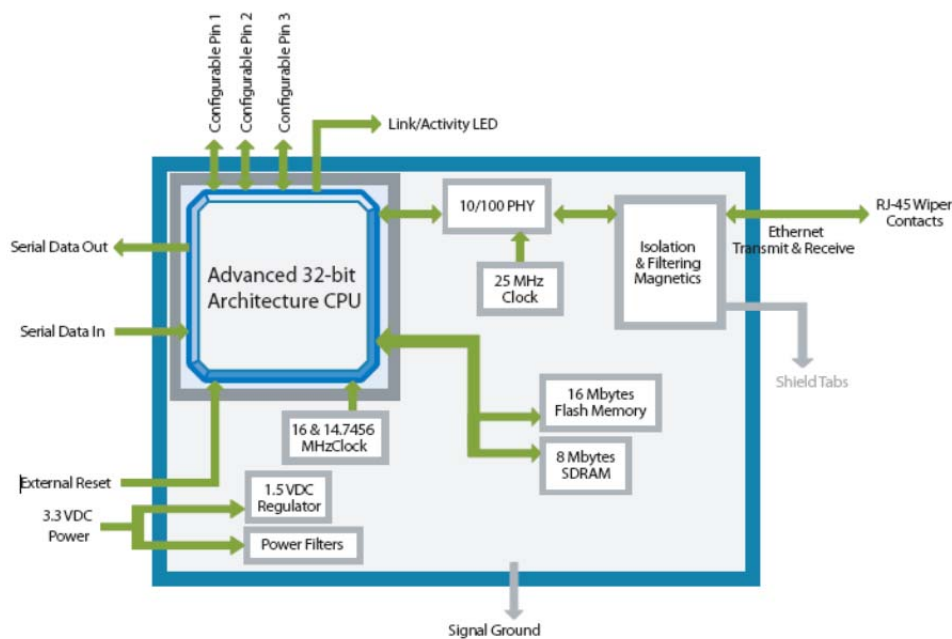 Configurable Pin 1
Configurable Pin 2
Configurable Pin 3
Link/Activity LED
10/100 PHY
RJ-45 Wiper
Contacts
Ethernet
Transmit & Receive
Isolation
& Filtering
Magnetics
Serial Data Out
Advanced 32-bit
Architecture CPU
25 MHz
Clock
Serial Data In
Shield Tabs
16 Mbytes
Flash Memory
16 & 14.7456
MHzClock
8 Mbytes
SDRAM
External Reset
1.5 VDC
Regulator
3.3 VDC
Power
Power Filters
Signal Ground